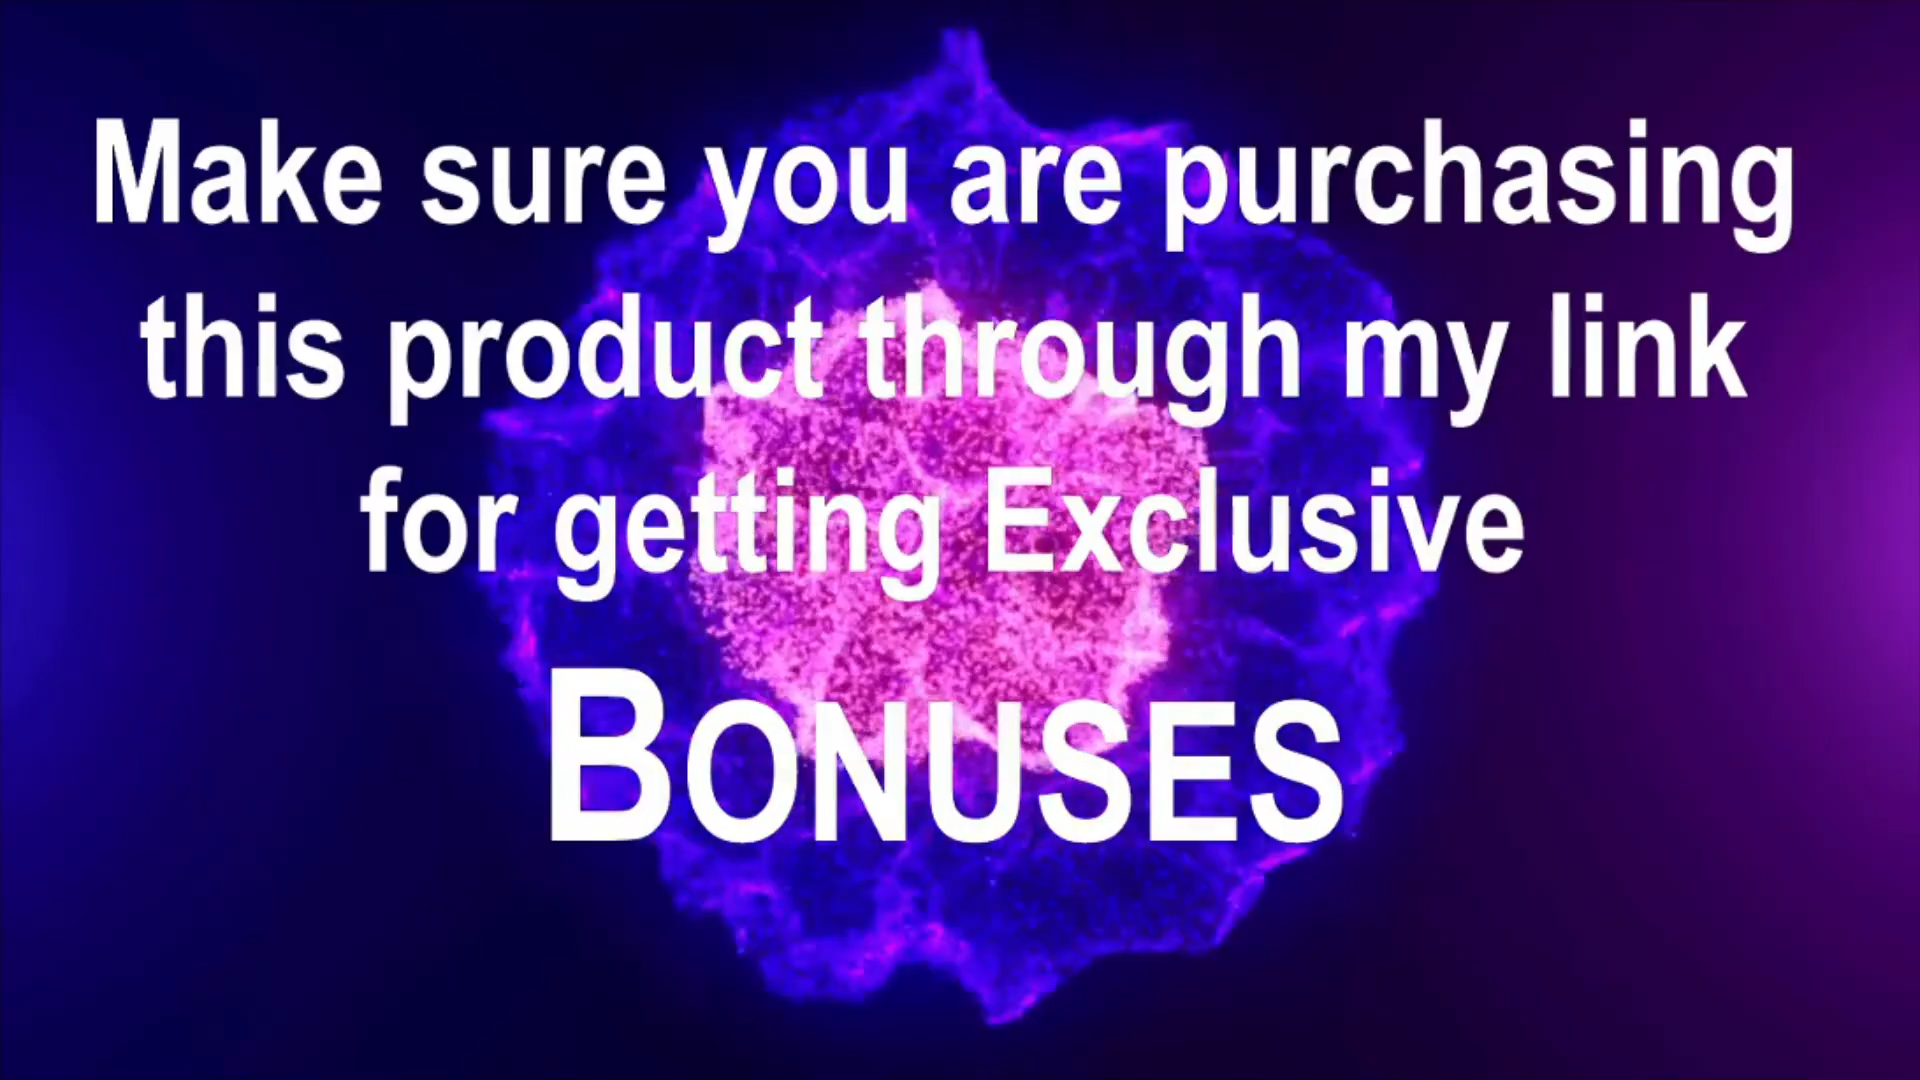 Make sure you are purchasing
this product through my link
for getting Exclusive
BONUSES